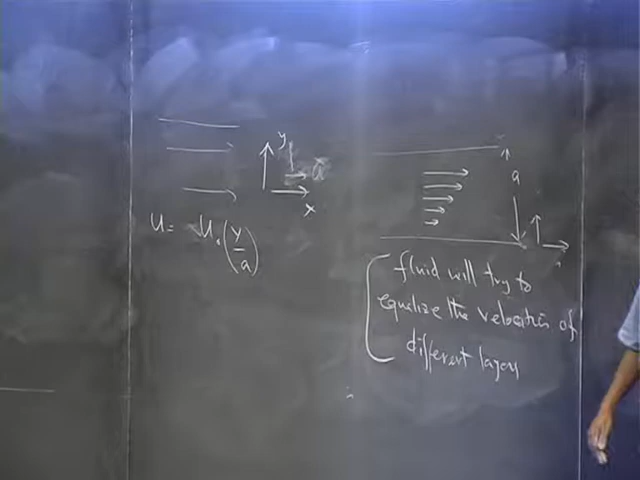 y
x
a
u = u₀ (y/a)
fluid will try to
equalize the velocities of
different layers